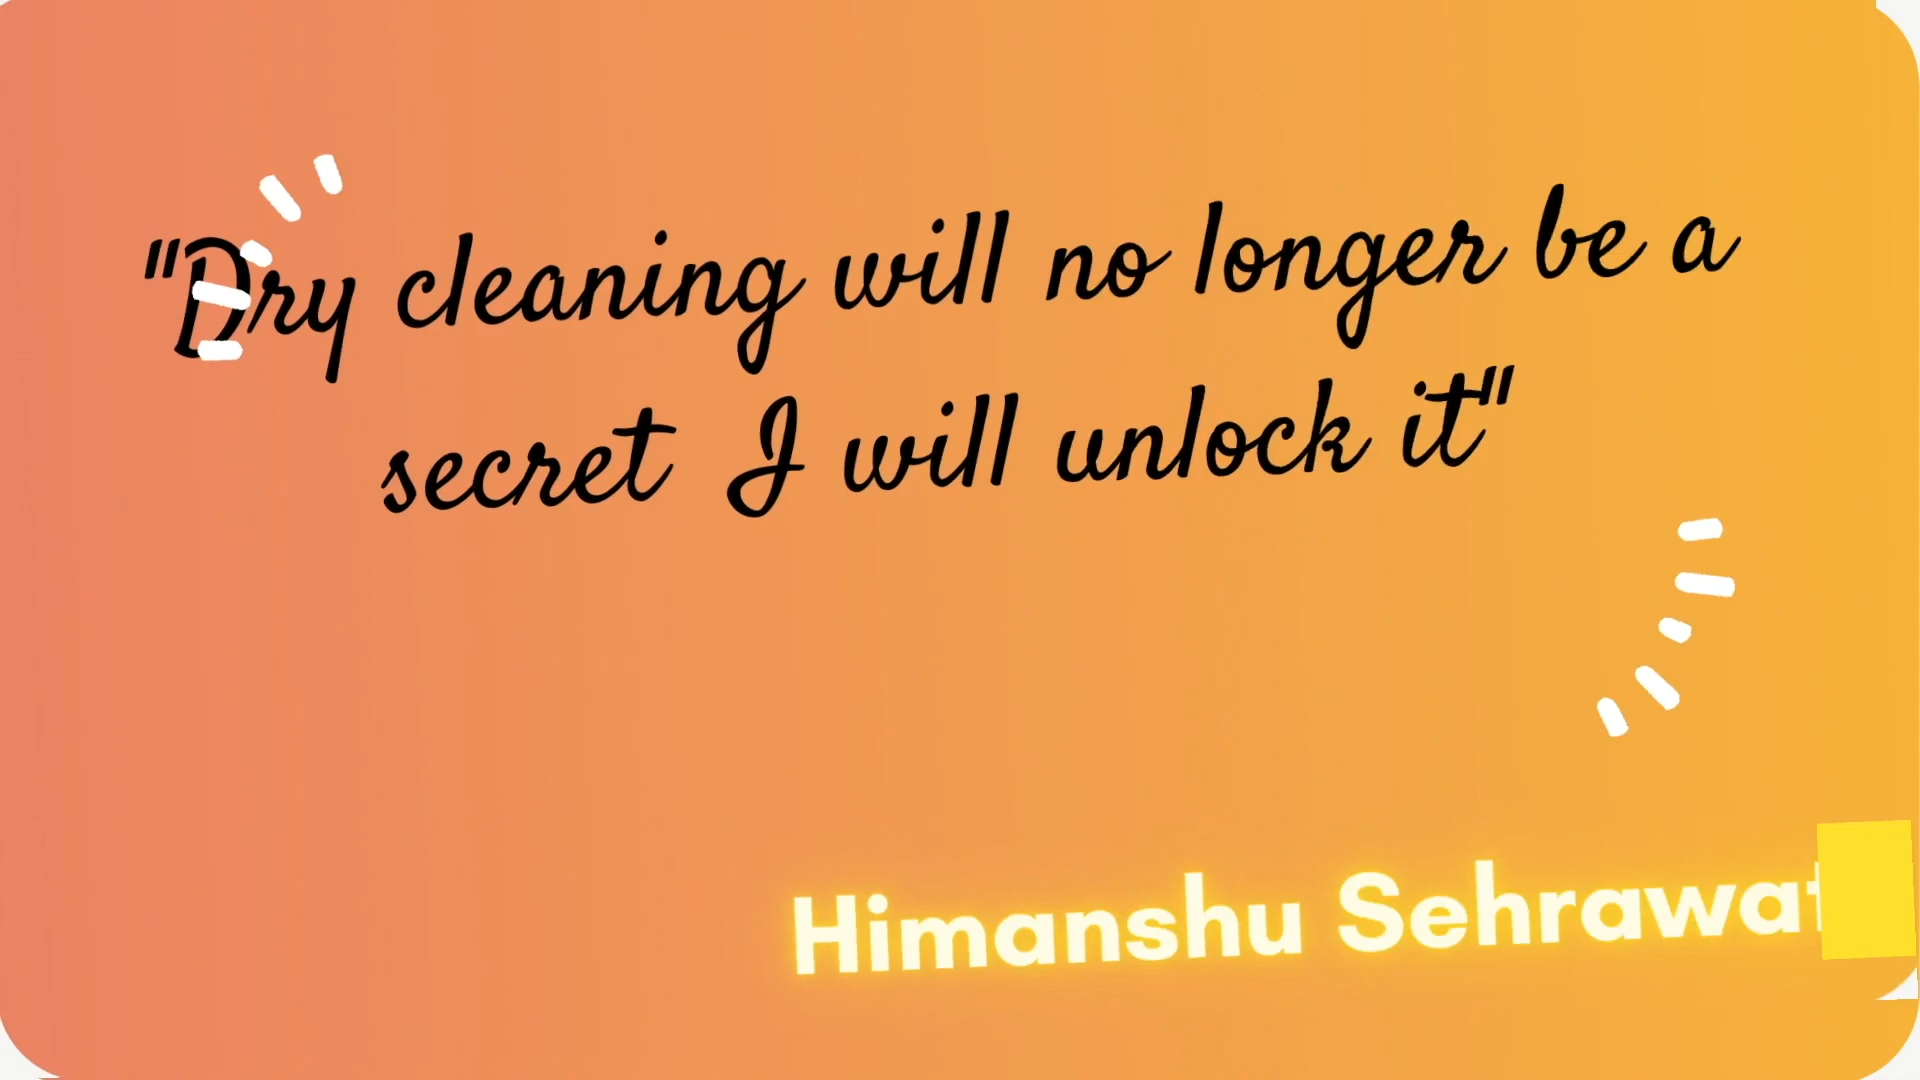 "Dry cleaning will no longer be a
secret I will unlock it"
Himanshu Sehrawat